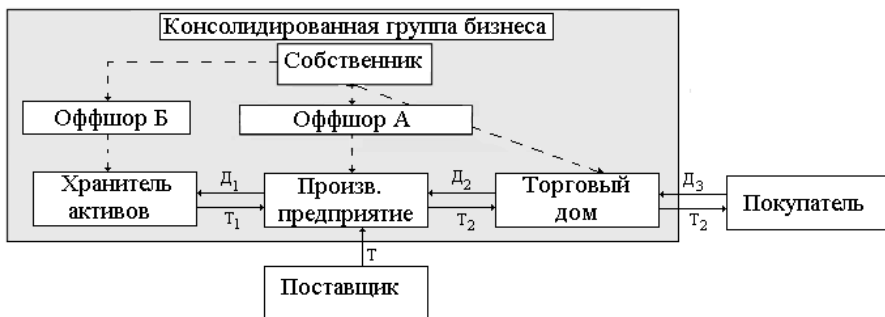 Консолидированная группа бизнеса
Собственник
Оффшор Б
Оффшор А
Хранитель
активов
Д₁
Т₁
Произв.
предприятие
Д₂
Т₂
Торговый
дом
Д₃
Т₂
Покупатель
Т
Поставщик